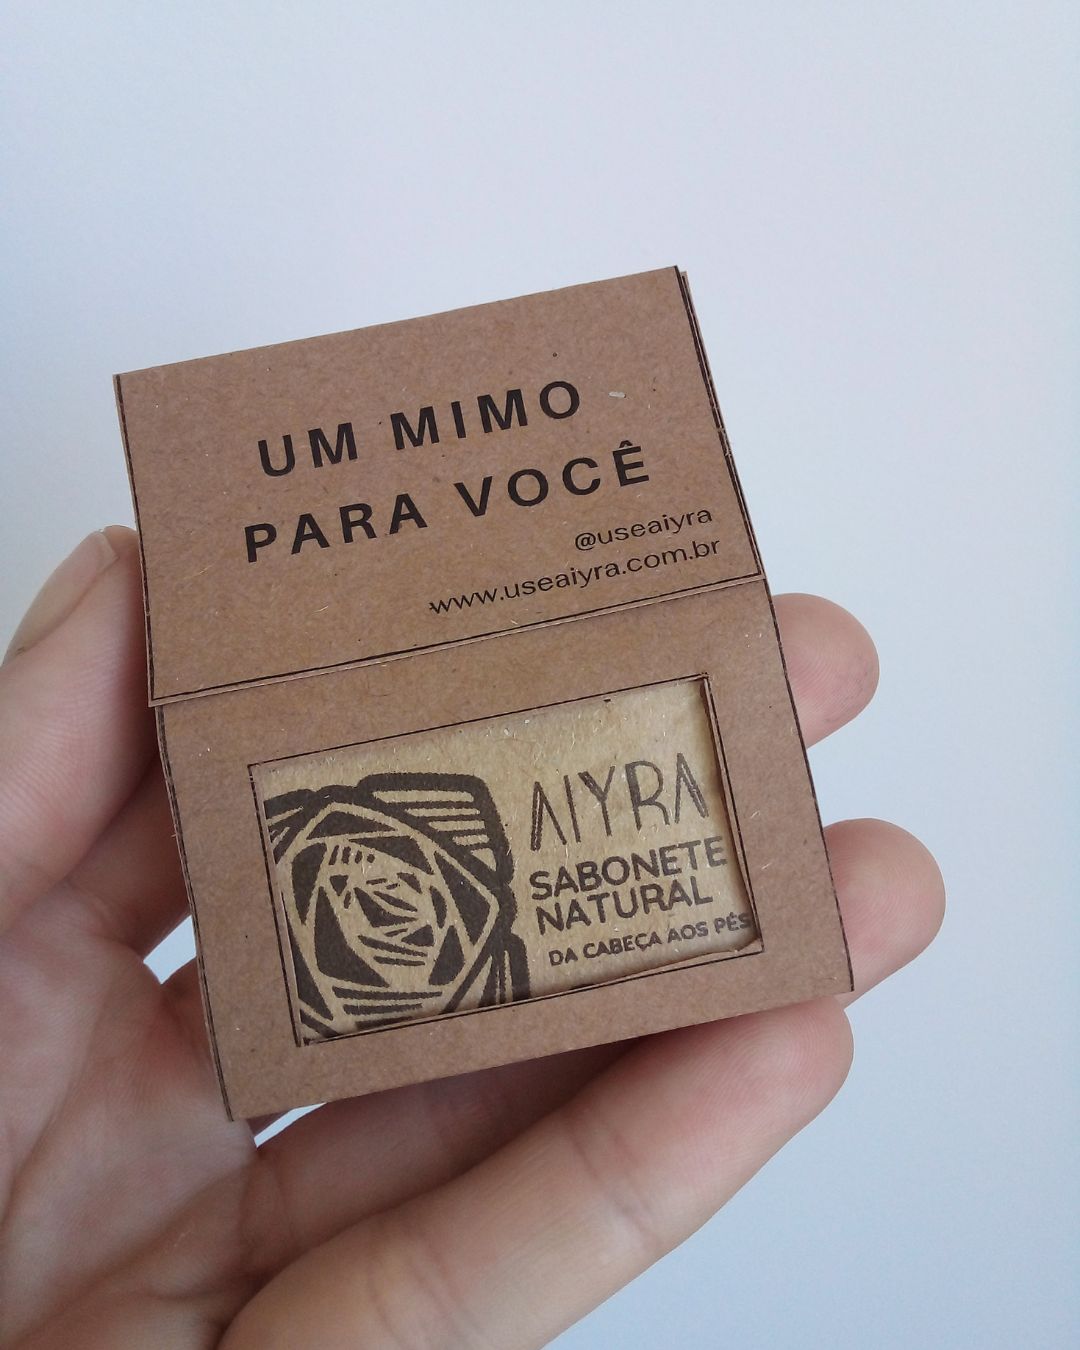 UM MIMO
PARA VOCÊ
@useaiyra
www.useaiyra.com.br
AIYRA
SABONETE
NATURAL
DA CABEÇA AOS PÉS